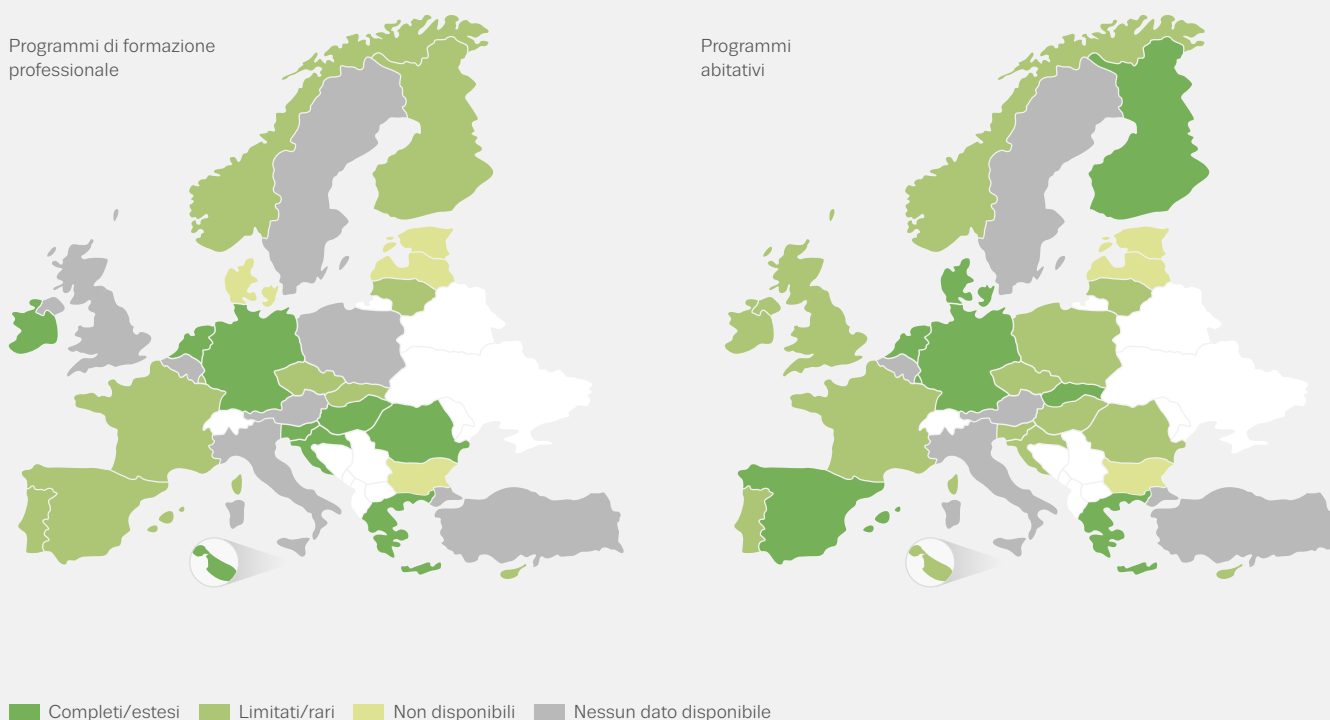 Programmi di formazione
professionale
Programmi
abitativi
Completi/estesi
Limitati/rari
Non disponibili
Nessun dato disponibile